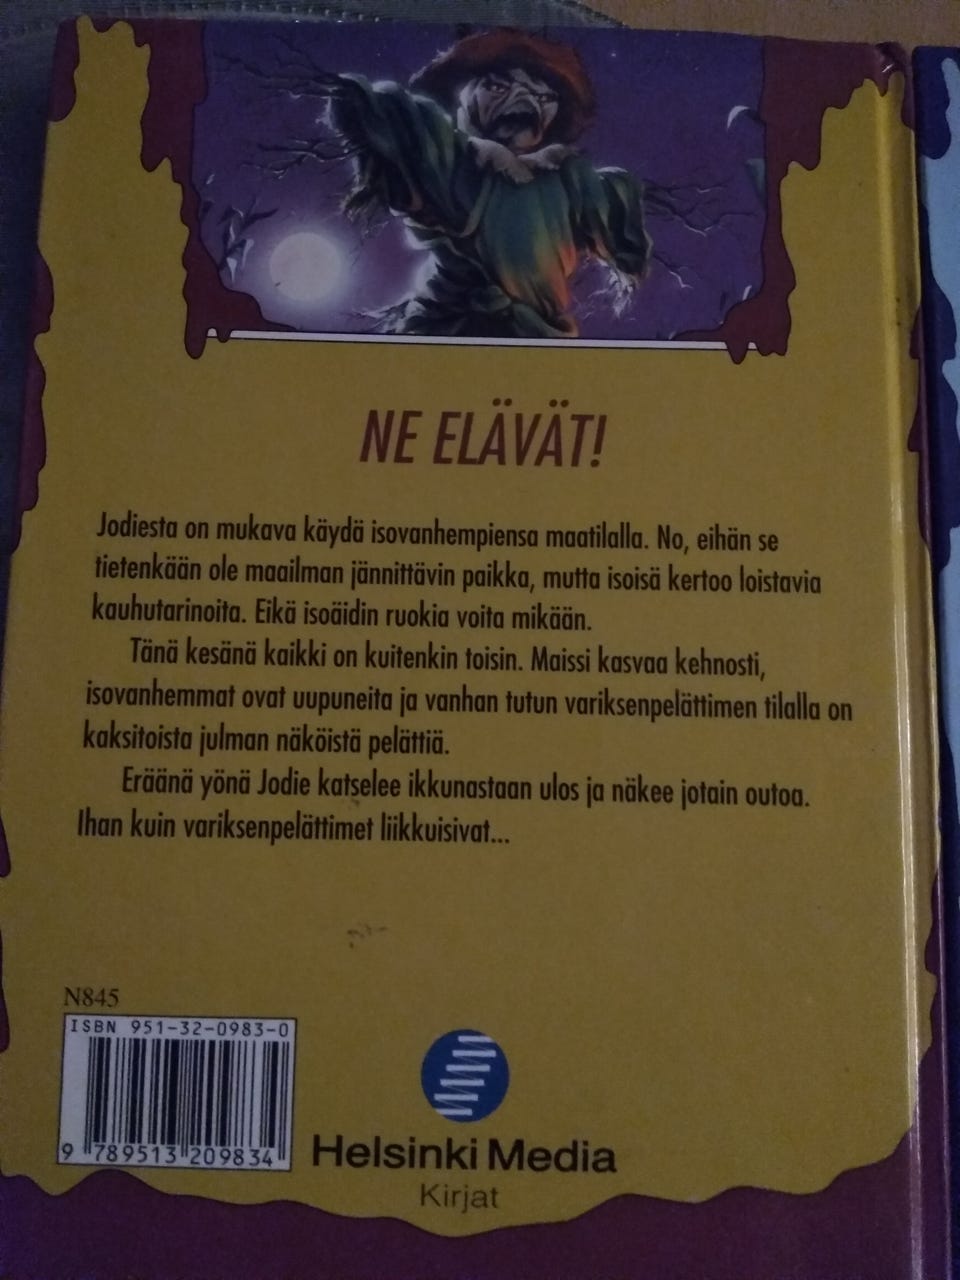 NE ELÄVÄT!
Jodiesta on mukava käydä isovanhempiensa maatilalla. No, eihän se
tietenkään ole maailman jännittävin paikka, mutta isoisä kertoo loistavia
kauhutarinoita. Eikä isoäidin ruokia voita mikään.
Tänä kesänä kaikki on kuitenkin toisin. Maissi kasvaa kehnosti,
isovanhemmat ovat uupuneita ja vanhan tutun variksenpelättimen tilalla on
kaksitoista julman näköistä pelättiä.
Eräänä yönä Jodie katselee ikkunastaan ulos ja näkee jotain outoa.
Ihan kuin variksenpelättimet liikkuisivat...
N845
ISBN 951-32-0983-0
9 789513 209834
Helsinki Media
Kirjat